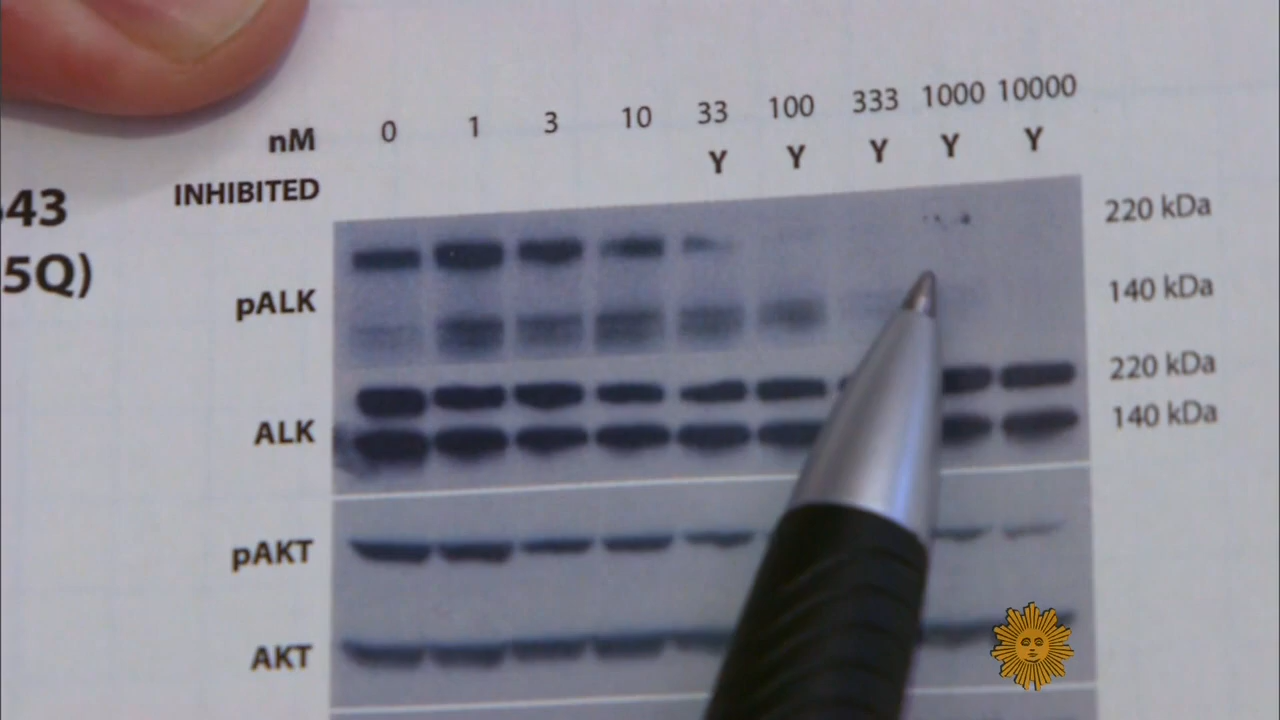 nM 0 1 3 10 33 100 333 1000 10000
INHIBITED Y Y Y Y Y
43
5Q)
220 kDa
pALK
140 kDa
220 kDa
ALK
140 kDa
pAKT
AKT